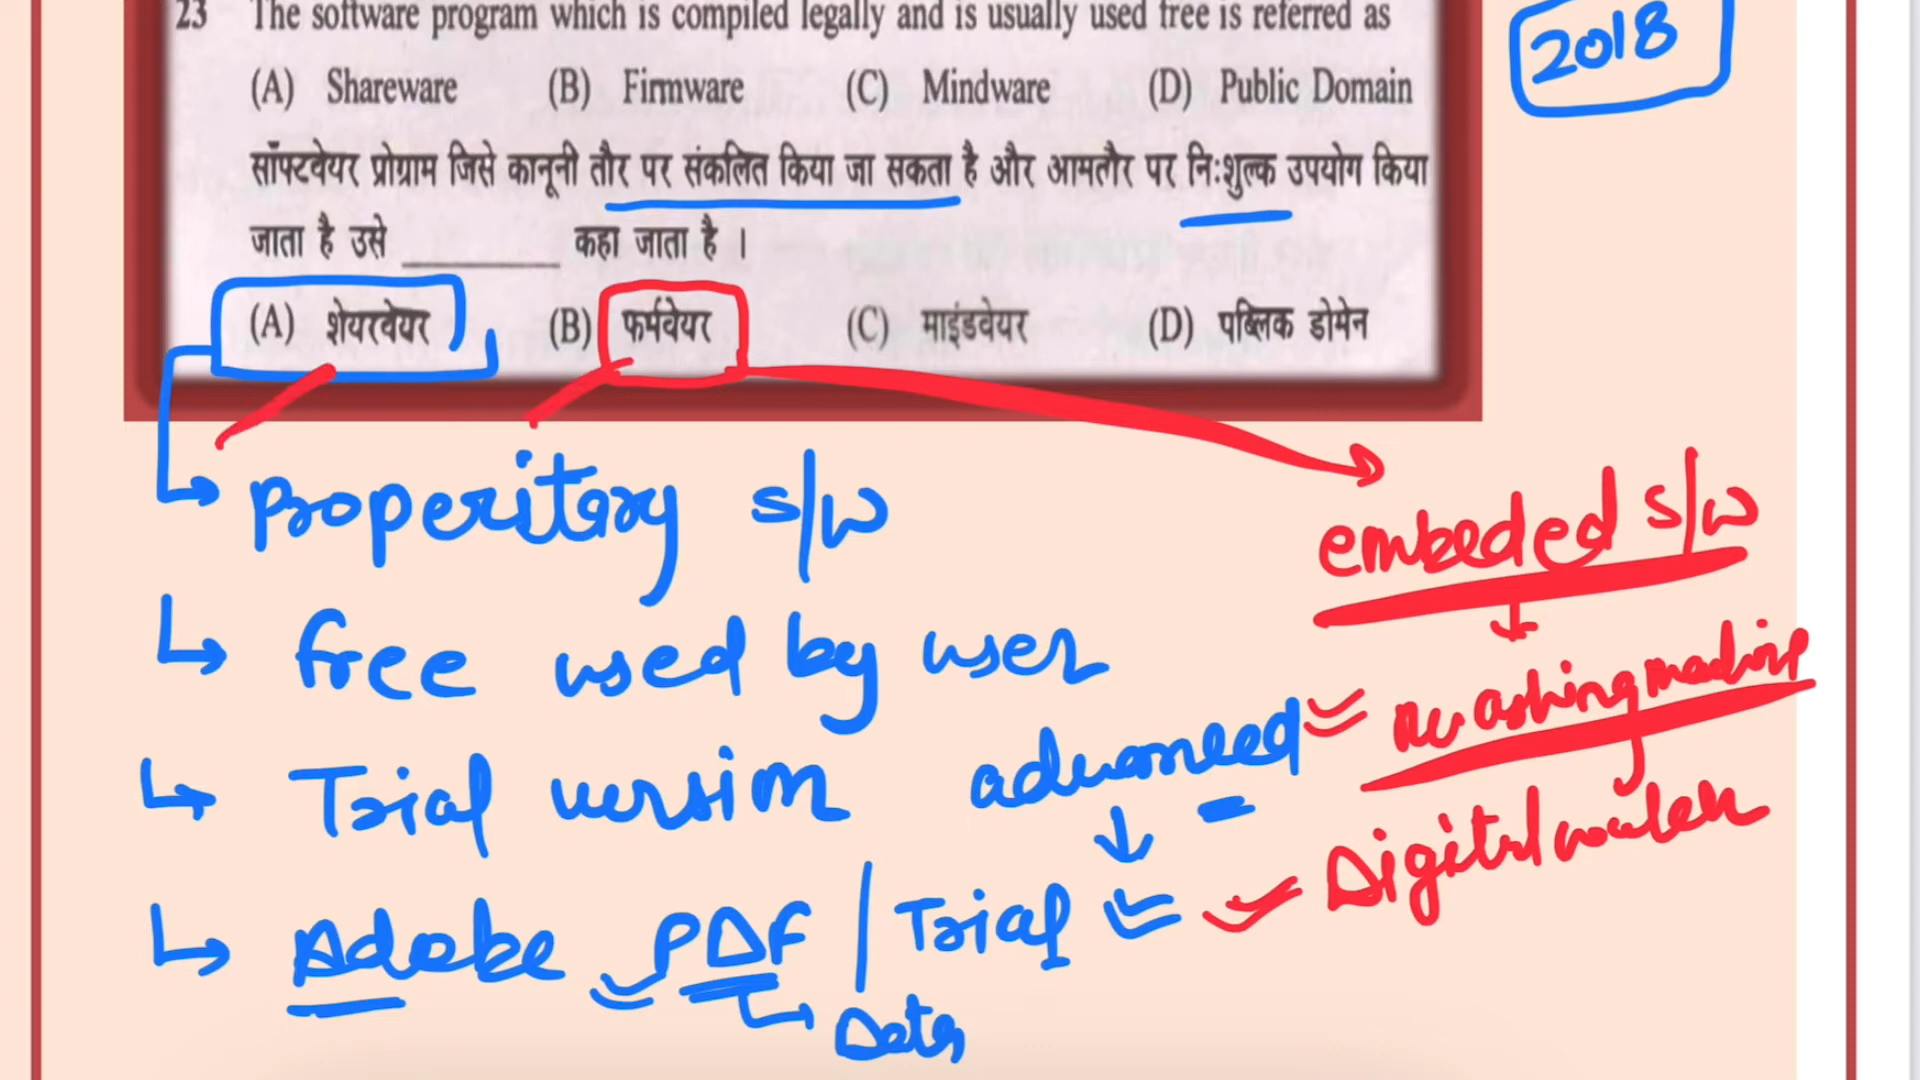 23 The software program which is compiled legally and is usually used free is referred as
2018
(A) Shareware (B) Firmware (C) Mindware (D) Public Domain
सॉफ्टवेयर प्रोग्राम जिसे कानूनी तौर पर संकलित किया जा सकता है और आमतौर पर निःशुल्क उपयोग किया
जाता है उसे ________ कहा जाता है ।
(A) शेयरवेयर (B) फर्मवेयर (C) माइंडवेयर (D) पब्लिक डोमेन
Properitary s/w
embeded s/w
free used by user
washing machine
Trial version advanced
Digital watch
Adobe PDF / Trial